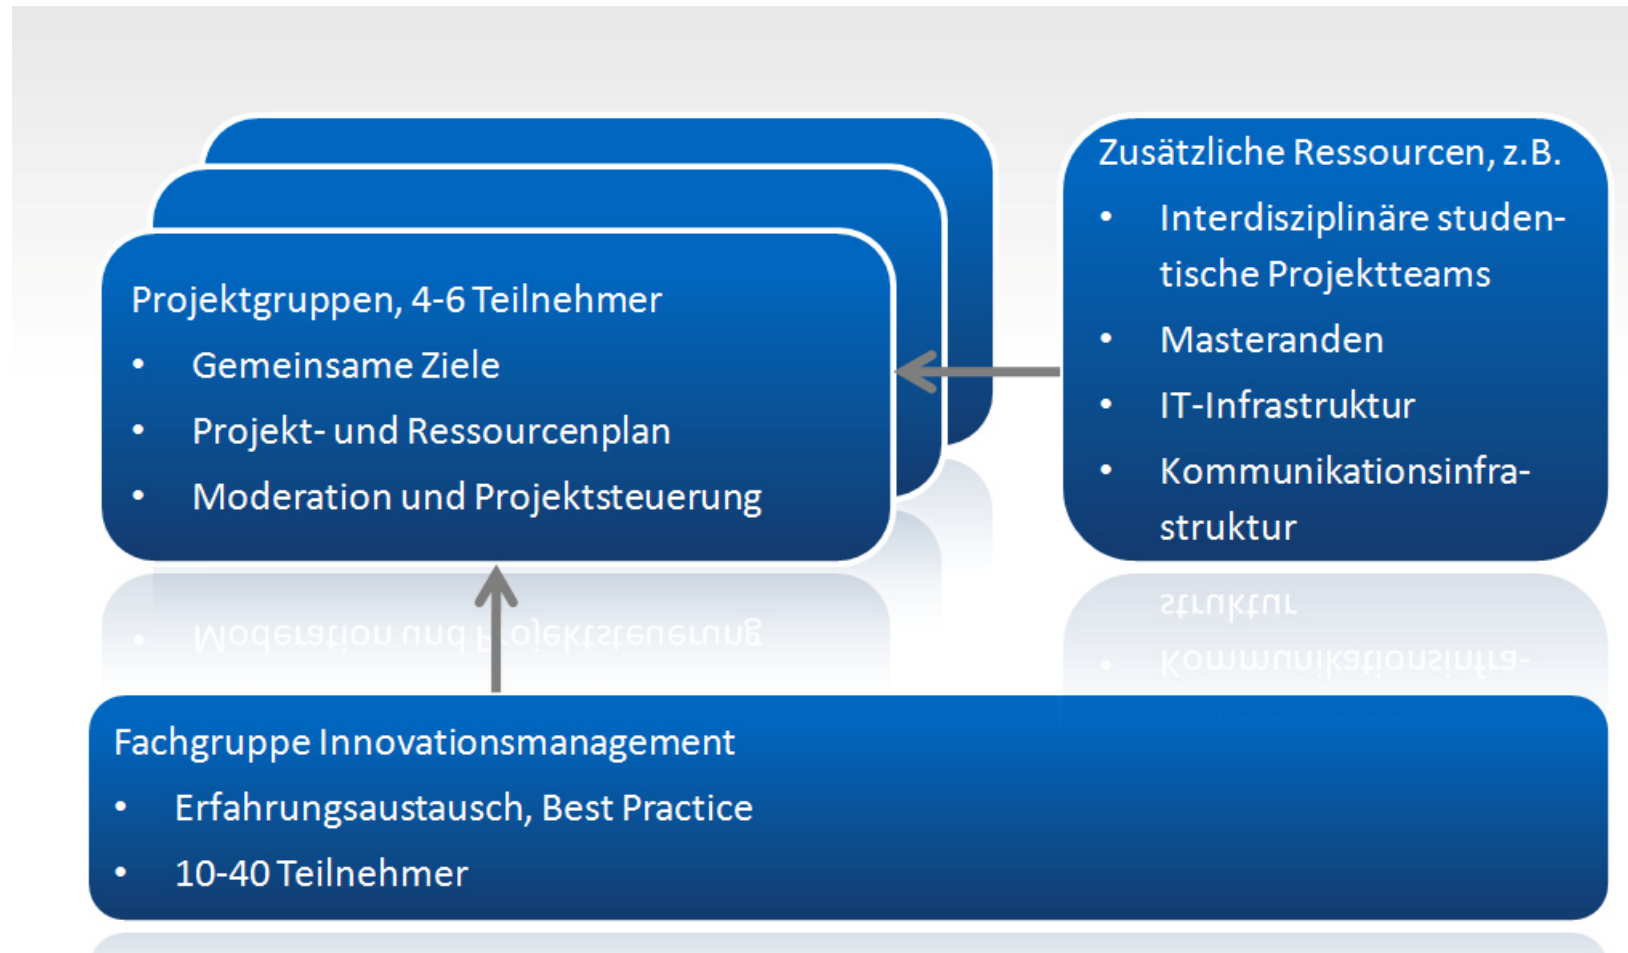 Projektgruppen, 4-6 Teilnehmer
• Gemeinsame Ziele
• Projekt- und Ressourcenplan
• Moderation und Projektsteuerung
Zusätzliche Ressourcen, z.B.
• Interdisziplinäre studen-
tische Projektteams
• Masteranden
• IT-Infrastruktur
• Kommunikationsinfra-
struktur
Fachgruppe Innovationsmanagement
• Erfahrungsaustausch, Best Practice
• 10-40 Teilnehmer